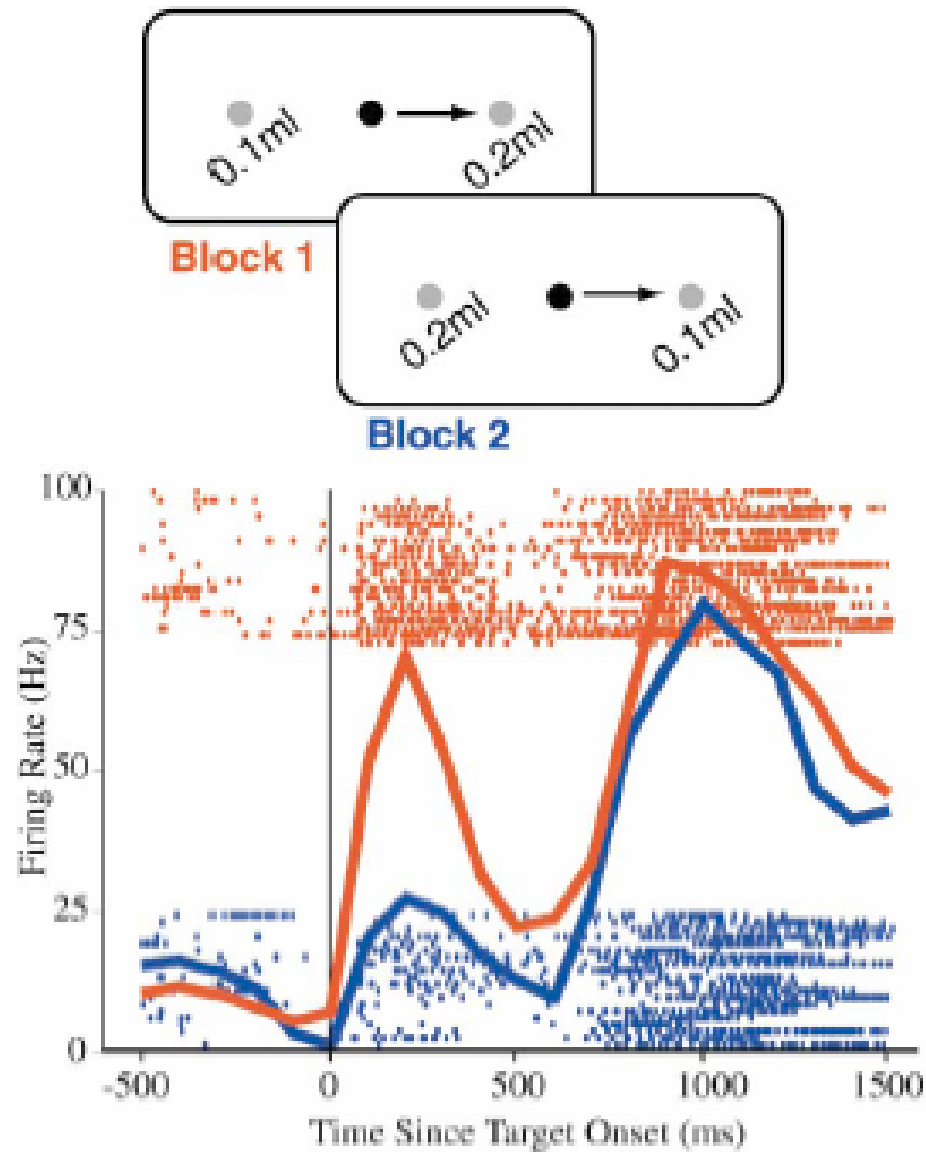 0.1ml
0.2ml
Block 1
0.2ml
0.1ml
Block 2
100
75
50
25
0
Firing Rate (Hz)
-500 0 500 1000 1500
Time Since Target Onset (ms)